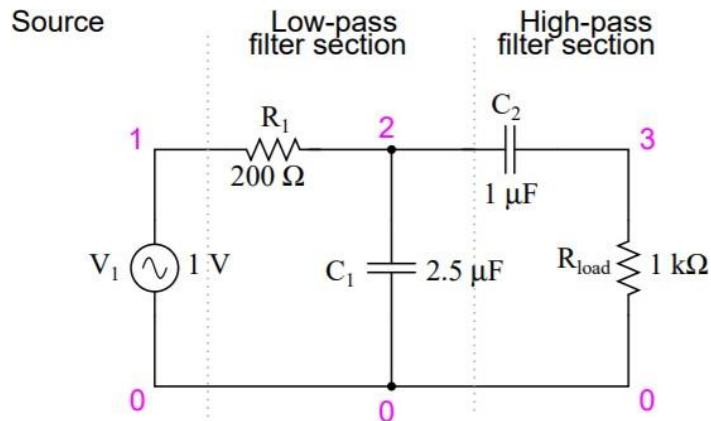 Source
Low-pass
filter section
High-pass
filter section
1
R1
200 Ω
2
C2
1 μF
3
V1
1 V
C1
2.5 μF
Rload
1 kΩ
0
0
0